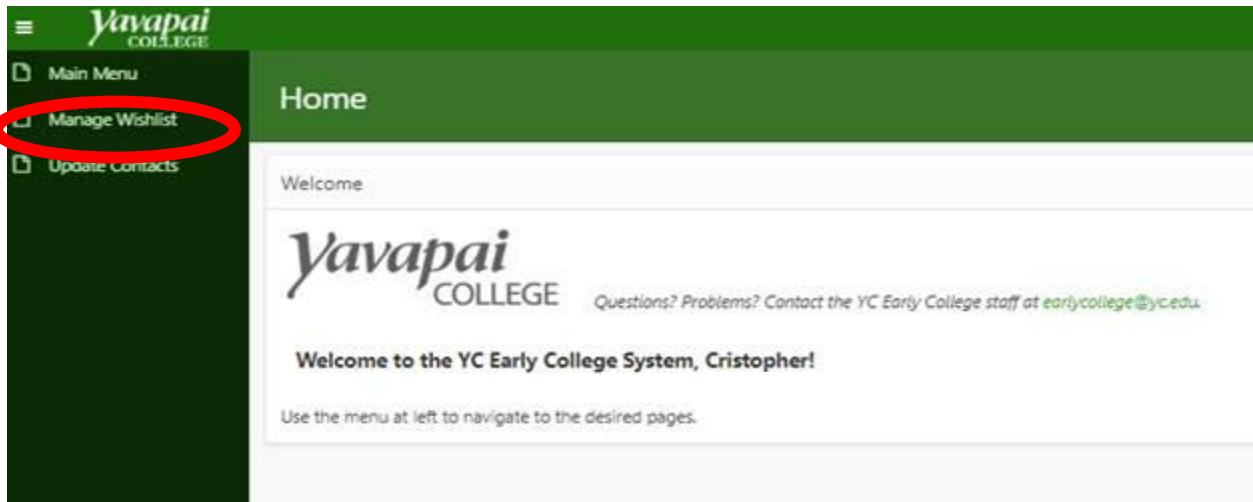 Yavapai
COLLEGE
Main Menu
Manage Wishlist
Update Contacts
Home
Welcome
Yavapai
COLLEGE
Questions? Problems? Contact the YC Early College staff at earlycollege@yc.edu.
Welcome to the YC Early College System, Cristopher!
Use the menu at left to navigate to the desired pages.